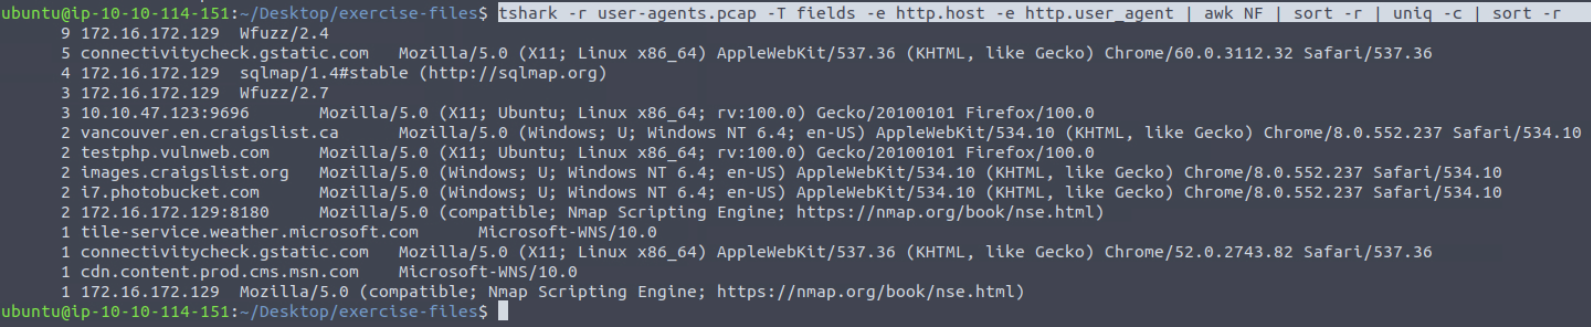 ubuntu@ip-10-10-114-151:~/Desktop/exercise-files$ tshark -r user-agents.pcap -T fields -e http.host -e http.user_agent | awk NF | sort -r | uniq -c | sort -r
9 172.16.172.129 Wfuzz/2.4
5 connectivitycheck.gstatic.com Mozilla/5.0 (X11; Linux x86_64) AppleWebKit/537.36 (KHTML, like Gecko) Chrome/60.0.3112.32 Safari/537.36
4 172.16.172.129 sqlmap/1.4#stable (http://sqlmap.org)
3 172.16.172.129 Wfuzz/2.7
3 10.10.47.123:9696 Mozilla/5.0 (X11; Ubuntu; Linux x86_64; rv:100.0) Gecko/20100101 Firefox/100.0
2 vancouver.en.craigslist.ca Mozilla/5.0 (Windows; U; Windows NT 6.4; en-US) AppleWebKit/534.10 (KHTML, like Gecko) Chrome/8.0.552.237 Safari/534.10
2 testphp.vulnweb.com Mozilla/5.0 (X11; Ubuntu; Linux x86_64; rv:100.0) Gecko/20100101 Firefox/100.0
2 images.craigslist.org Mozilla/5.0 (Windows; U; Windows NT 6.4; en-US) AppleWebKit/534.10 (KHTML, like Gecko) Chrome/8.0.552.237 Safari/534.10
2 i7.photobucket.com Mozilla/5.0 (Windows; U; Windows NT 6.4; en-US) AppleWebKit/534.10 (KHTML, like Gecko) Chrome/8.0.552.237 Safari/534.10
2 172.16.172.129:8180 Mozilla/5.0 (compatible; Nmap Scripting Engine; https://nmap.org/book/nse.html)
1 tile-service.weather.microsoft.com Microsoft-WNS/10.0
1 connectivitycheck.gstatic.com Mozilla/5.0 (X11; Linux x86_64) AppleWebKit/537.36 (KHTML, like Gecko) Chrome/52.0.2743.82 Safari/537.36
1 cdn.content.prod.cms.msn.com Microsoft-WNS/10.0
1 172.16.172.129 Mozilla/5.0 (compatible; Nmap Scripting Engine; https://nmap.org/book/nse.html)
ubuntu@ip-10-10-114-151:~/Desktop/exercise-files$